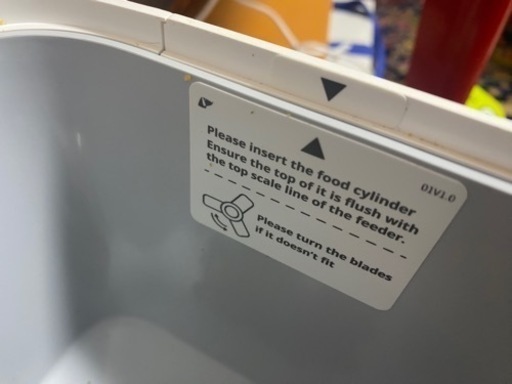 Please insert the food cylinder
Ensure the top of it is flush with
the top scale line of the feeder.
01V1.0
Please turn the blades
if it doesn't fit